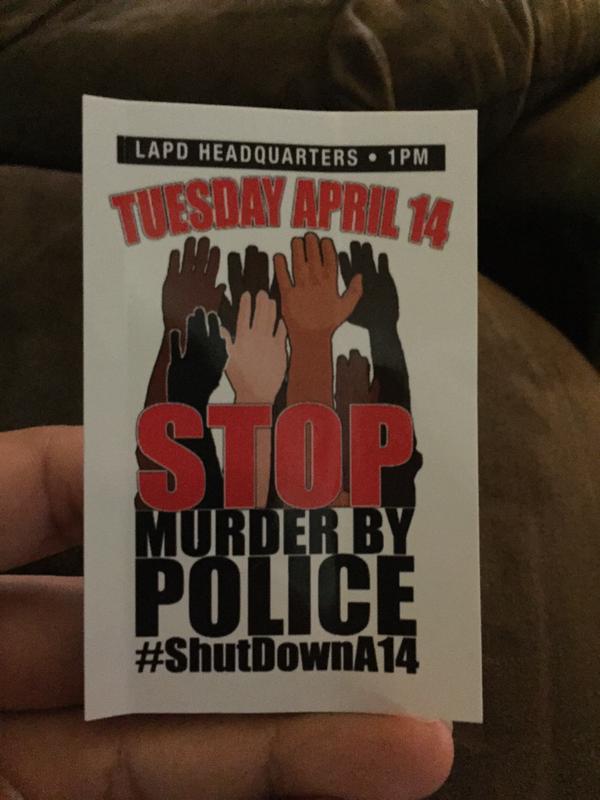 LAPD HEADQUARTERS • 1PM
TUESDAY APRIL 14
STOP
MURDER BY
POLICE
#ShutDownA14